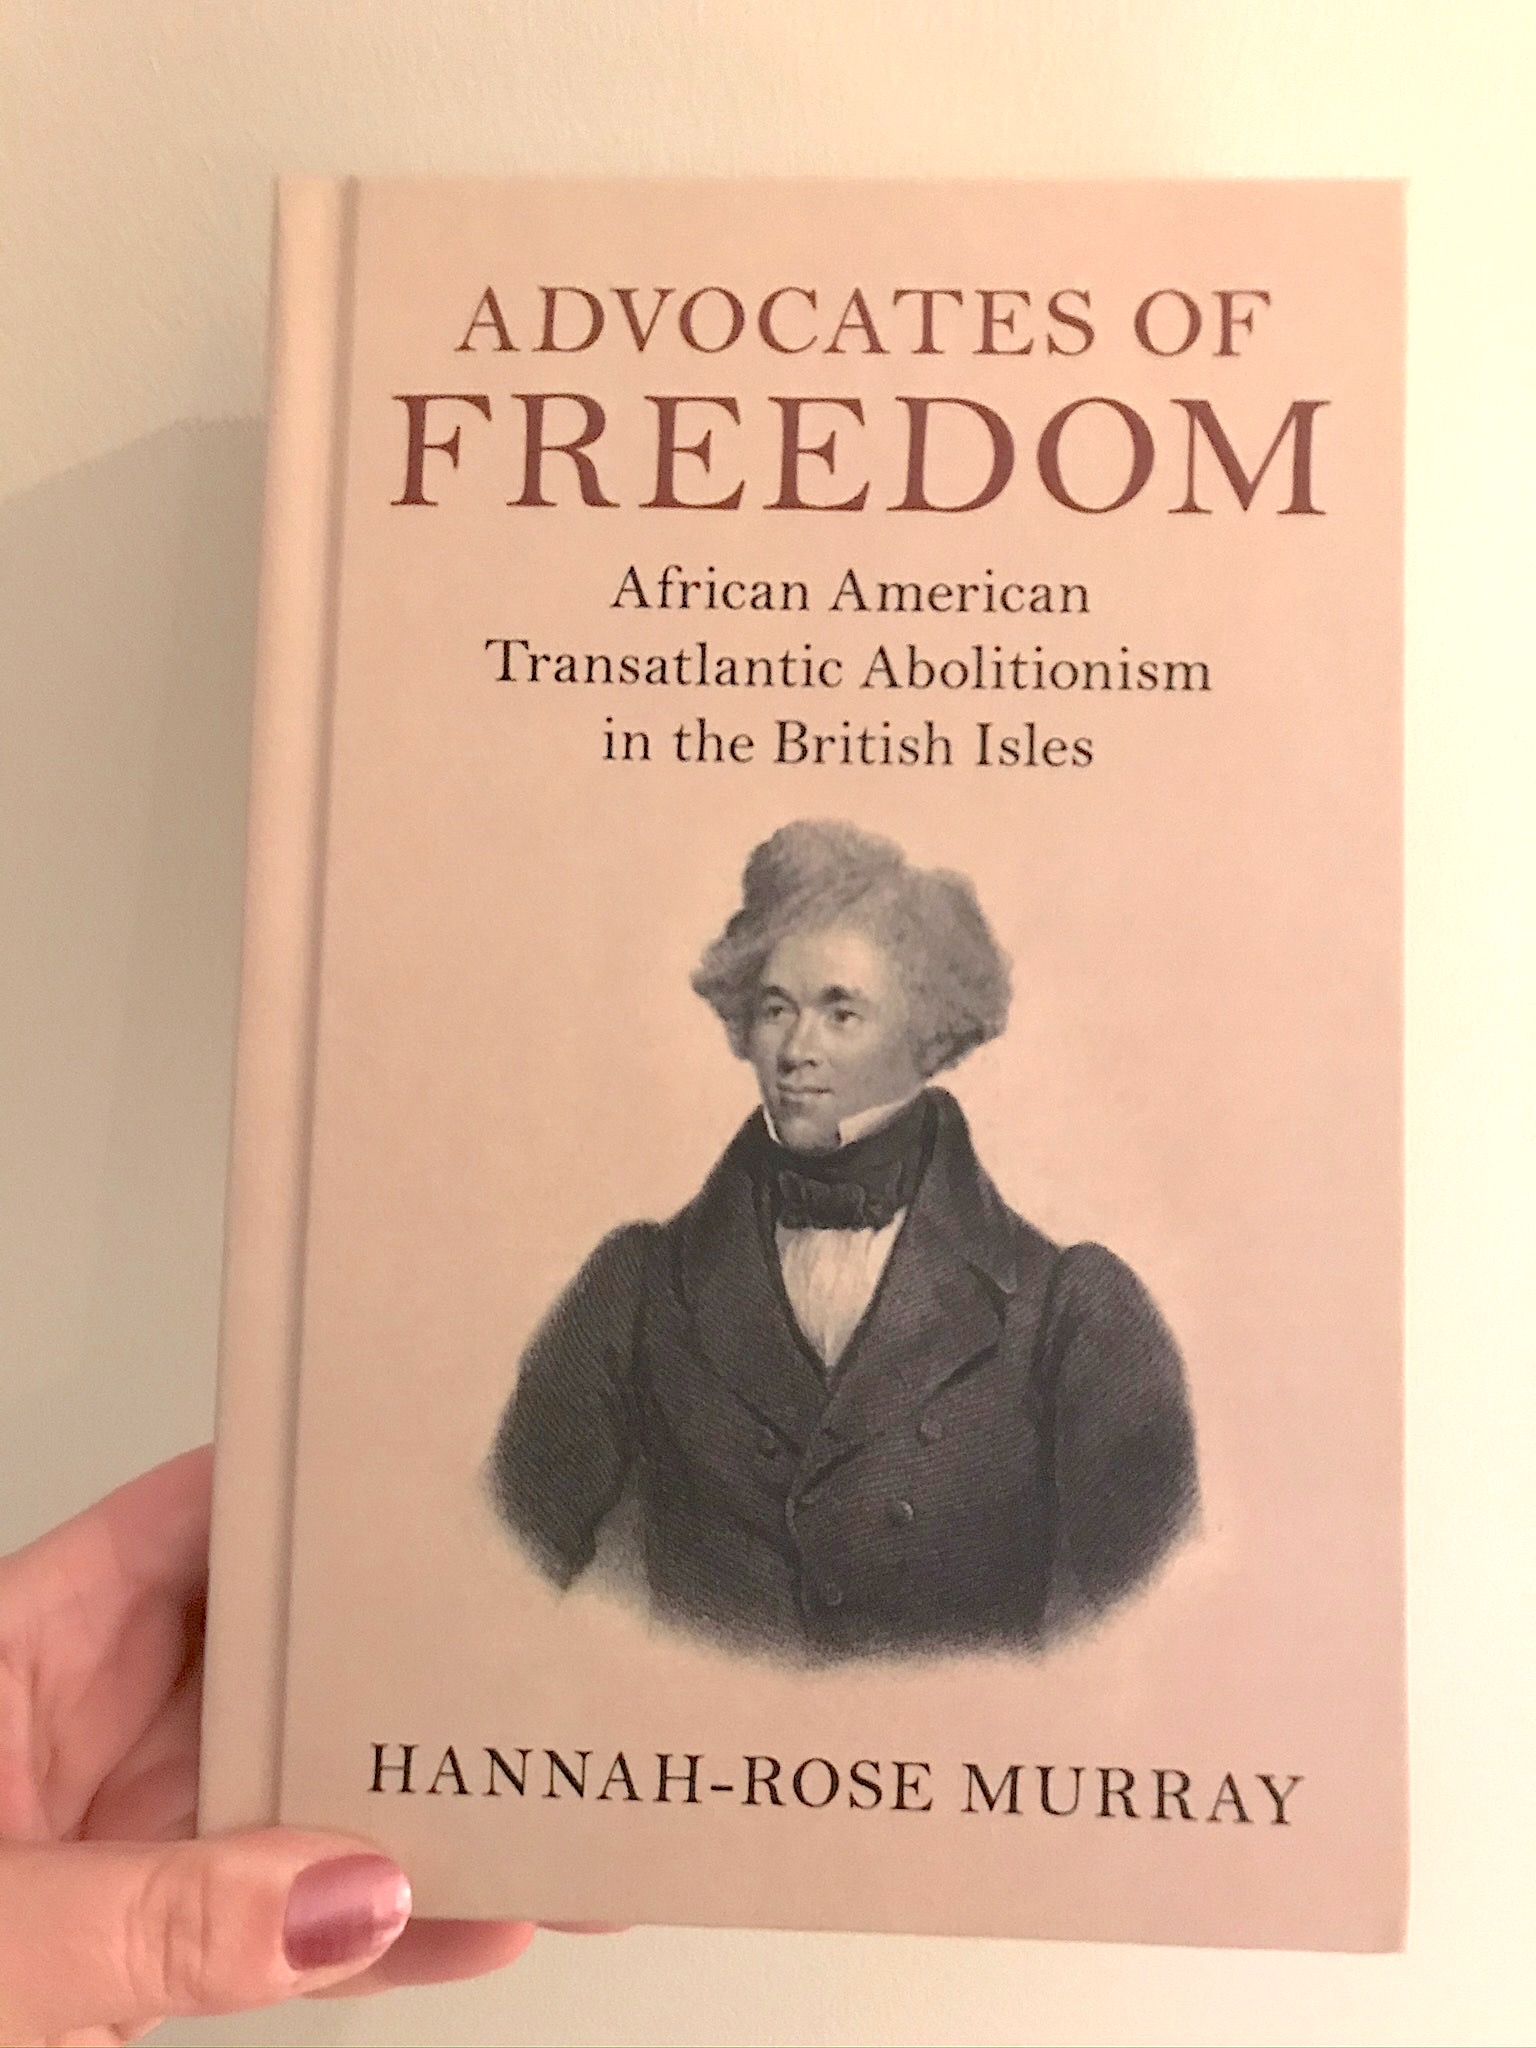 ADVOCATES OF
FREEDOM
African American
Transatlantic Abolitionism
in the British Isles
HANNAH-ROSE MURRAY